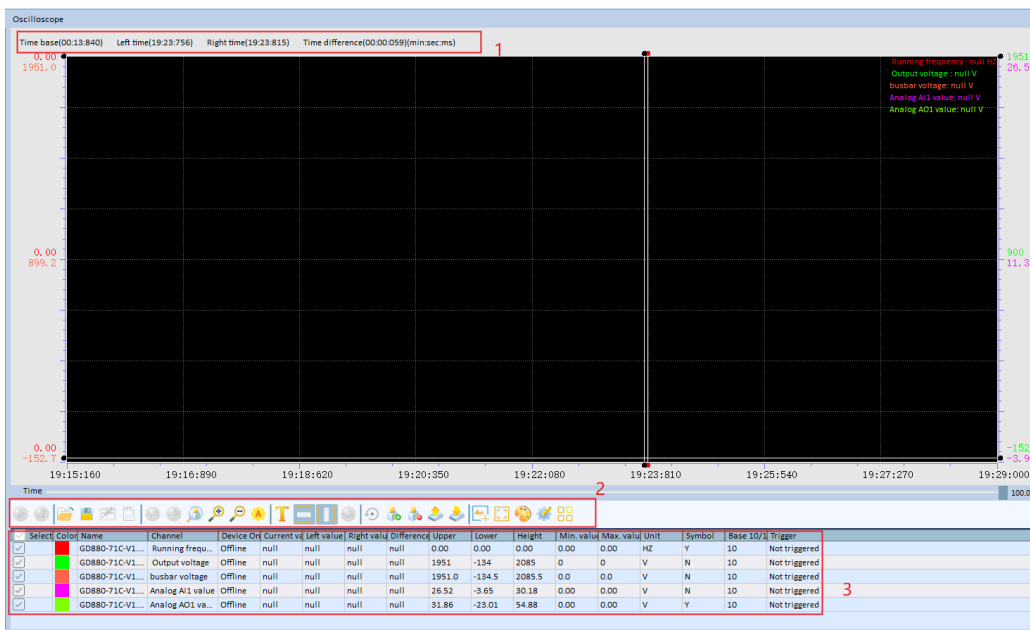 Oscilloscope
Time base(00:13:840) Left time(19:23:756) Right time(19:23:815) Time difference(00:00:059)(min:sec:ms)
1
0.00
1951.0
1951
26.5
Running frequency : null HZ
Output voltage : null V
busbar voltage: null V
Analog AI1 value: null V
Analog AO1 value: null V
0.00
899.2
900
11.3
0.00
-152.7
-152
-3.9
19:15:160 19:16:890 19:18:620 19:20:350 19:22:080 19:23:810 19:25:540 19:27:270 19:29:000
Time
100.0
2
A T
Select Color Name Channel Device On Current va Left value Right value Difference Upper Lower Height Min. value Max. valu Unit Symbol Base 10/1 Trigger
GD880-71C-V1.... Running frequ... Offline null null null null 0.00 0.00 0.00 0.00 0.00 HZ Y 10 Not triggered
GD880-71C-V1.... Output voltage Offline null null null null 1951 -134 2085 0 0 V N 10 Not triggered
GD880-71C-V1.... busbar voltage Offline null null null null 1951.0 -134.5 2085.5 0.0 0.0 V N 10 Not triggered
GD880-71C-V1.... Analog AI1 value Offline null null null null 26.52 -3.65 30.18 0.00 0.00 V N 10 Not triggered
GD880-71C-V1.... Analog AO1 va... Offline null null null null 31.86 -23.01 54.88 0.00 0.00 V Y 10 Not triggered
3